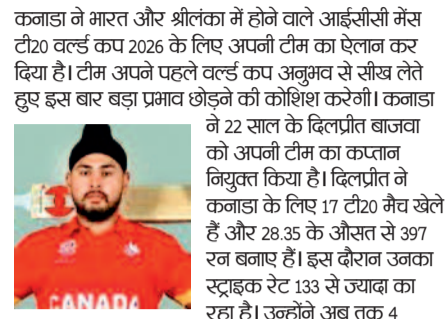 कनाडा ने भारत और श्रीलंका में होने वाले आईसीसी मेंस
टी20 वर्ल्ड कप 2026 के लिए अपनी टीम का ऐलान कर
दिया है। टीम अपने पहले वर्ल्ड कप अनुभव से सीख लेते
हुए इस बार बड़ा प्रभाव छोड़ने की कोशिश करेगी। कनाडा
ने 22 साल के दिलप्रीत बाजवा
को अपनी टीम का कप्तान
नियुक्त किया है। दिलप्रीत ने
कनाडा के लिए 17 टी20 मैच खेले
हैं और 28.35 के औसत से 397
रन बनाए हैं। इस दौरान उनका
स्ट्राइक रेट 133 से ज्यादा का
रहा है। उन्होंने अब तक 4
CANADA